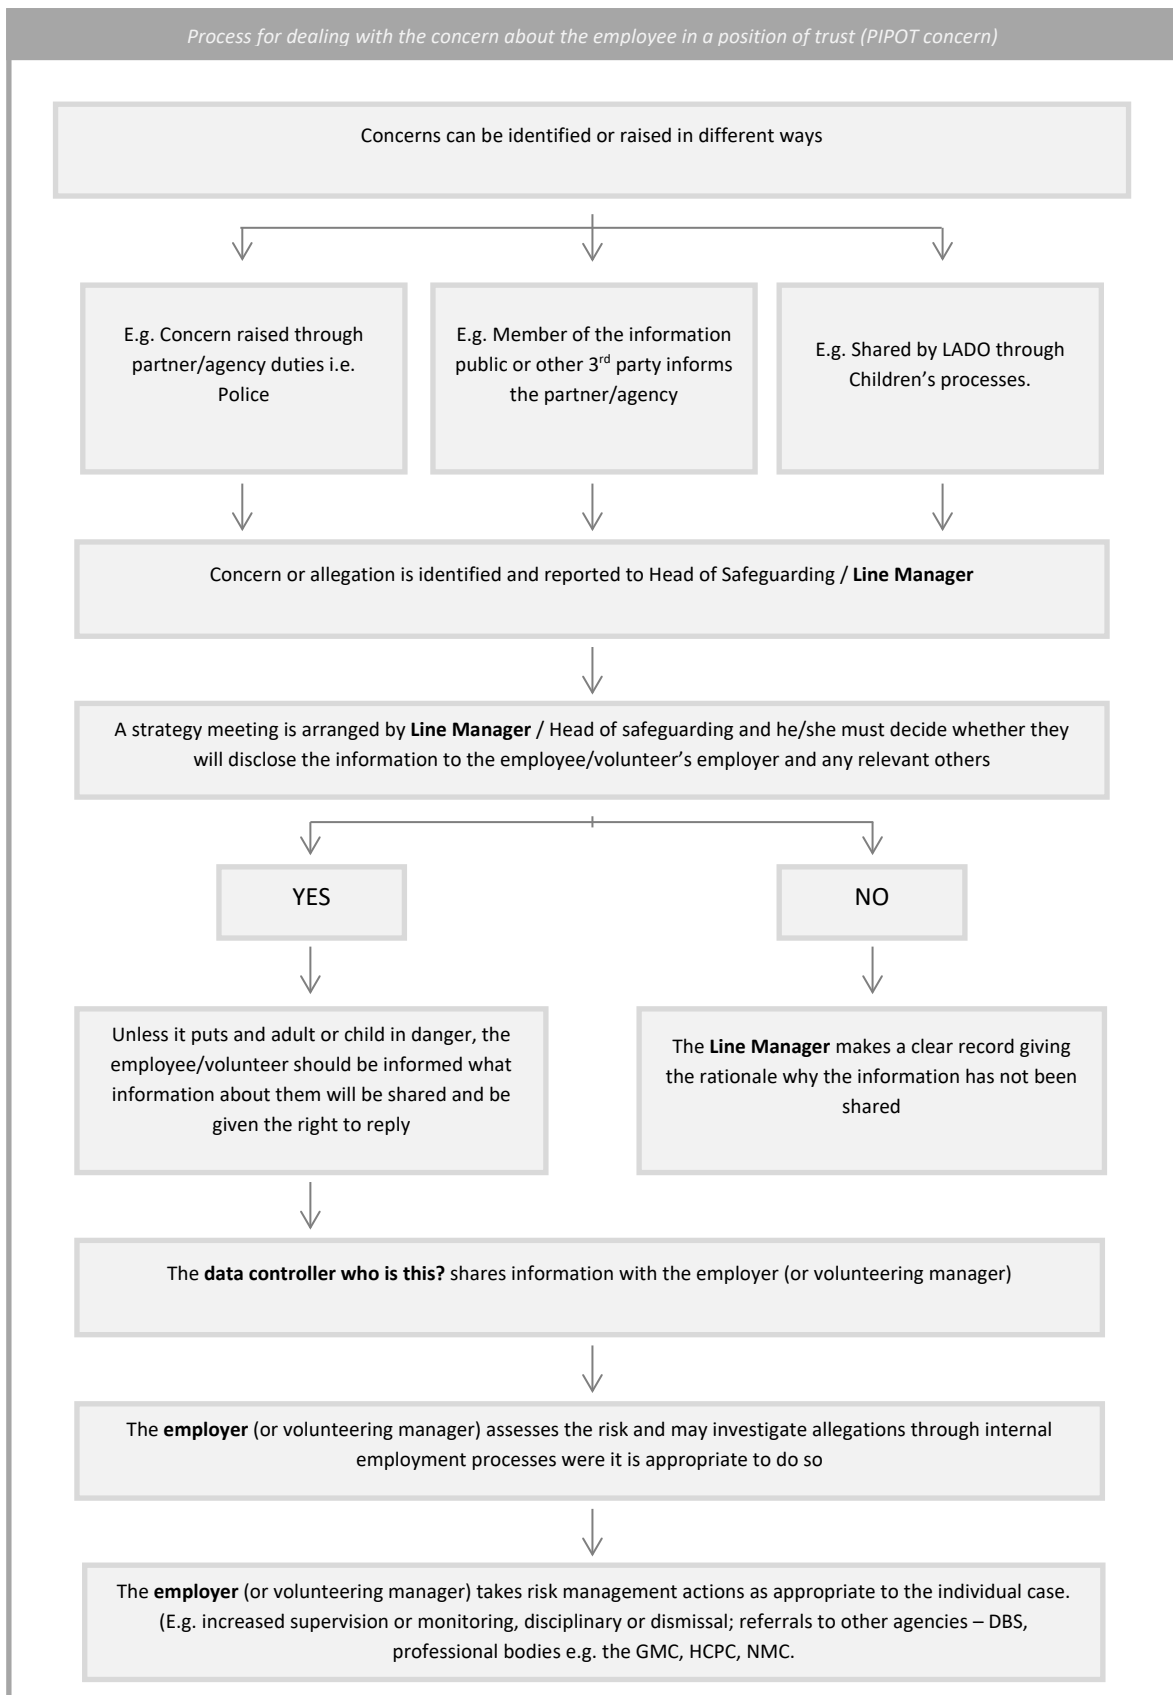 Process for dealing with the concern about the employee in a position of trust (PIPOT concern)
Concerns can be identified or raised in different ways
E.g. Concern raised through
partner/agency duties i.e.
Police
E.g. Member of the information
public or other 3rd party informs
the partner/agency
E.g. Shared by LADO through
Children's processes.
Concern or allegation is identified and reported to Head of Safeguarding / Line Manager
A strategy meeting is arranged by Line Manager / Head of safeguarding and he/she must decide whether they
will disclose the information to the employee/volunteer's employer and any relevant others
YES
NO
Unless it puts and adult or child in danger, the
employee/volunteer should be informed what
information about them will be shared and be
given the right to reply
The Line Manager makes a clear record giving
the rationale why the information has not been
shared
The data controller who is this? shares information with the employer (or volunteering manager)
The employer (or volunteering manager) assesses the risk and may investigate allegations through internal
employment processes were it is appropriate to do so
The employer (or volunteering manager) takes risk management actions as appropriate to the individual case.
(E.g. increased supervision or monitoring, disciplinary or dismissal; referrals to other agencies – DBS,
professional bodies e.g. the GMC, HCPC, NMC.